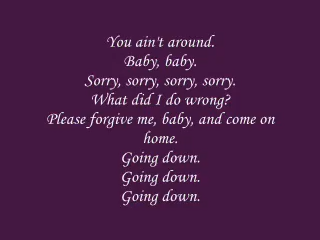 You ain't around.
Baby, baby.
Sorry, sorry, sorry, sorry.
What did I do wrong?
Please forgive me, baby, and come on
home.
Going down.
Going down.
Going down.